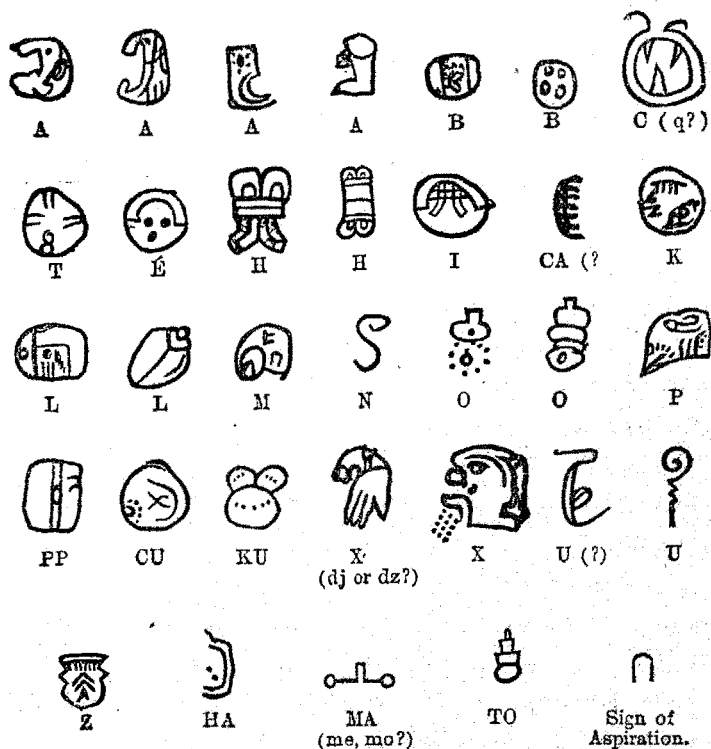 A A A A B B C (q?)
T É H H I CA (? K
L L M N O O P
PP CU KU X X U (?) U
(dj or dz?)
Z HA MA TO Sign of
(me, mo?) Aspiration.